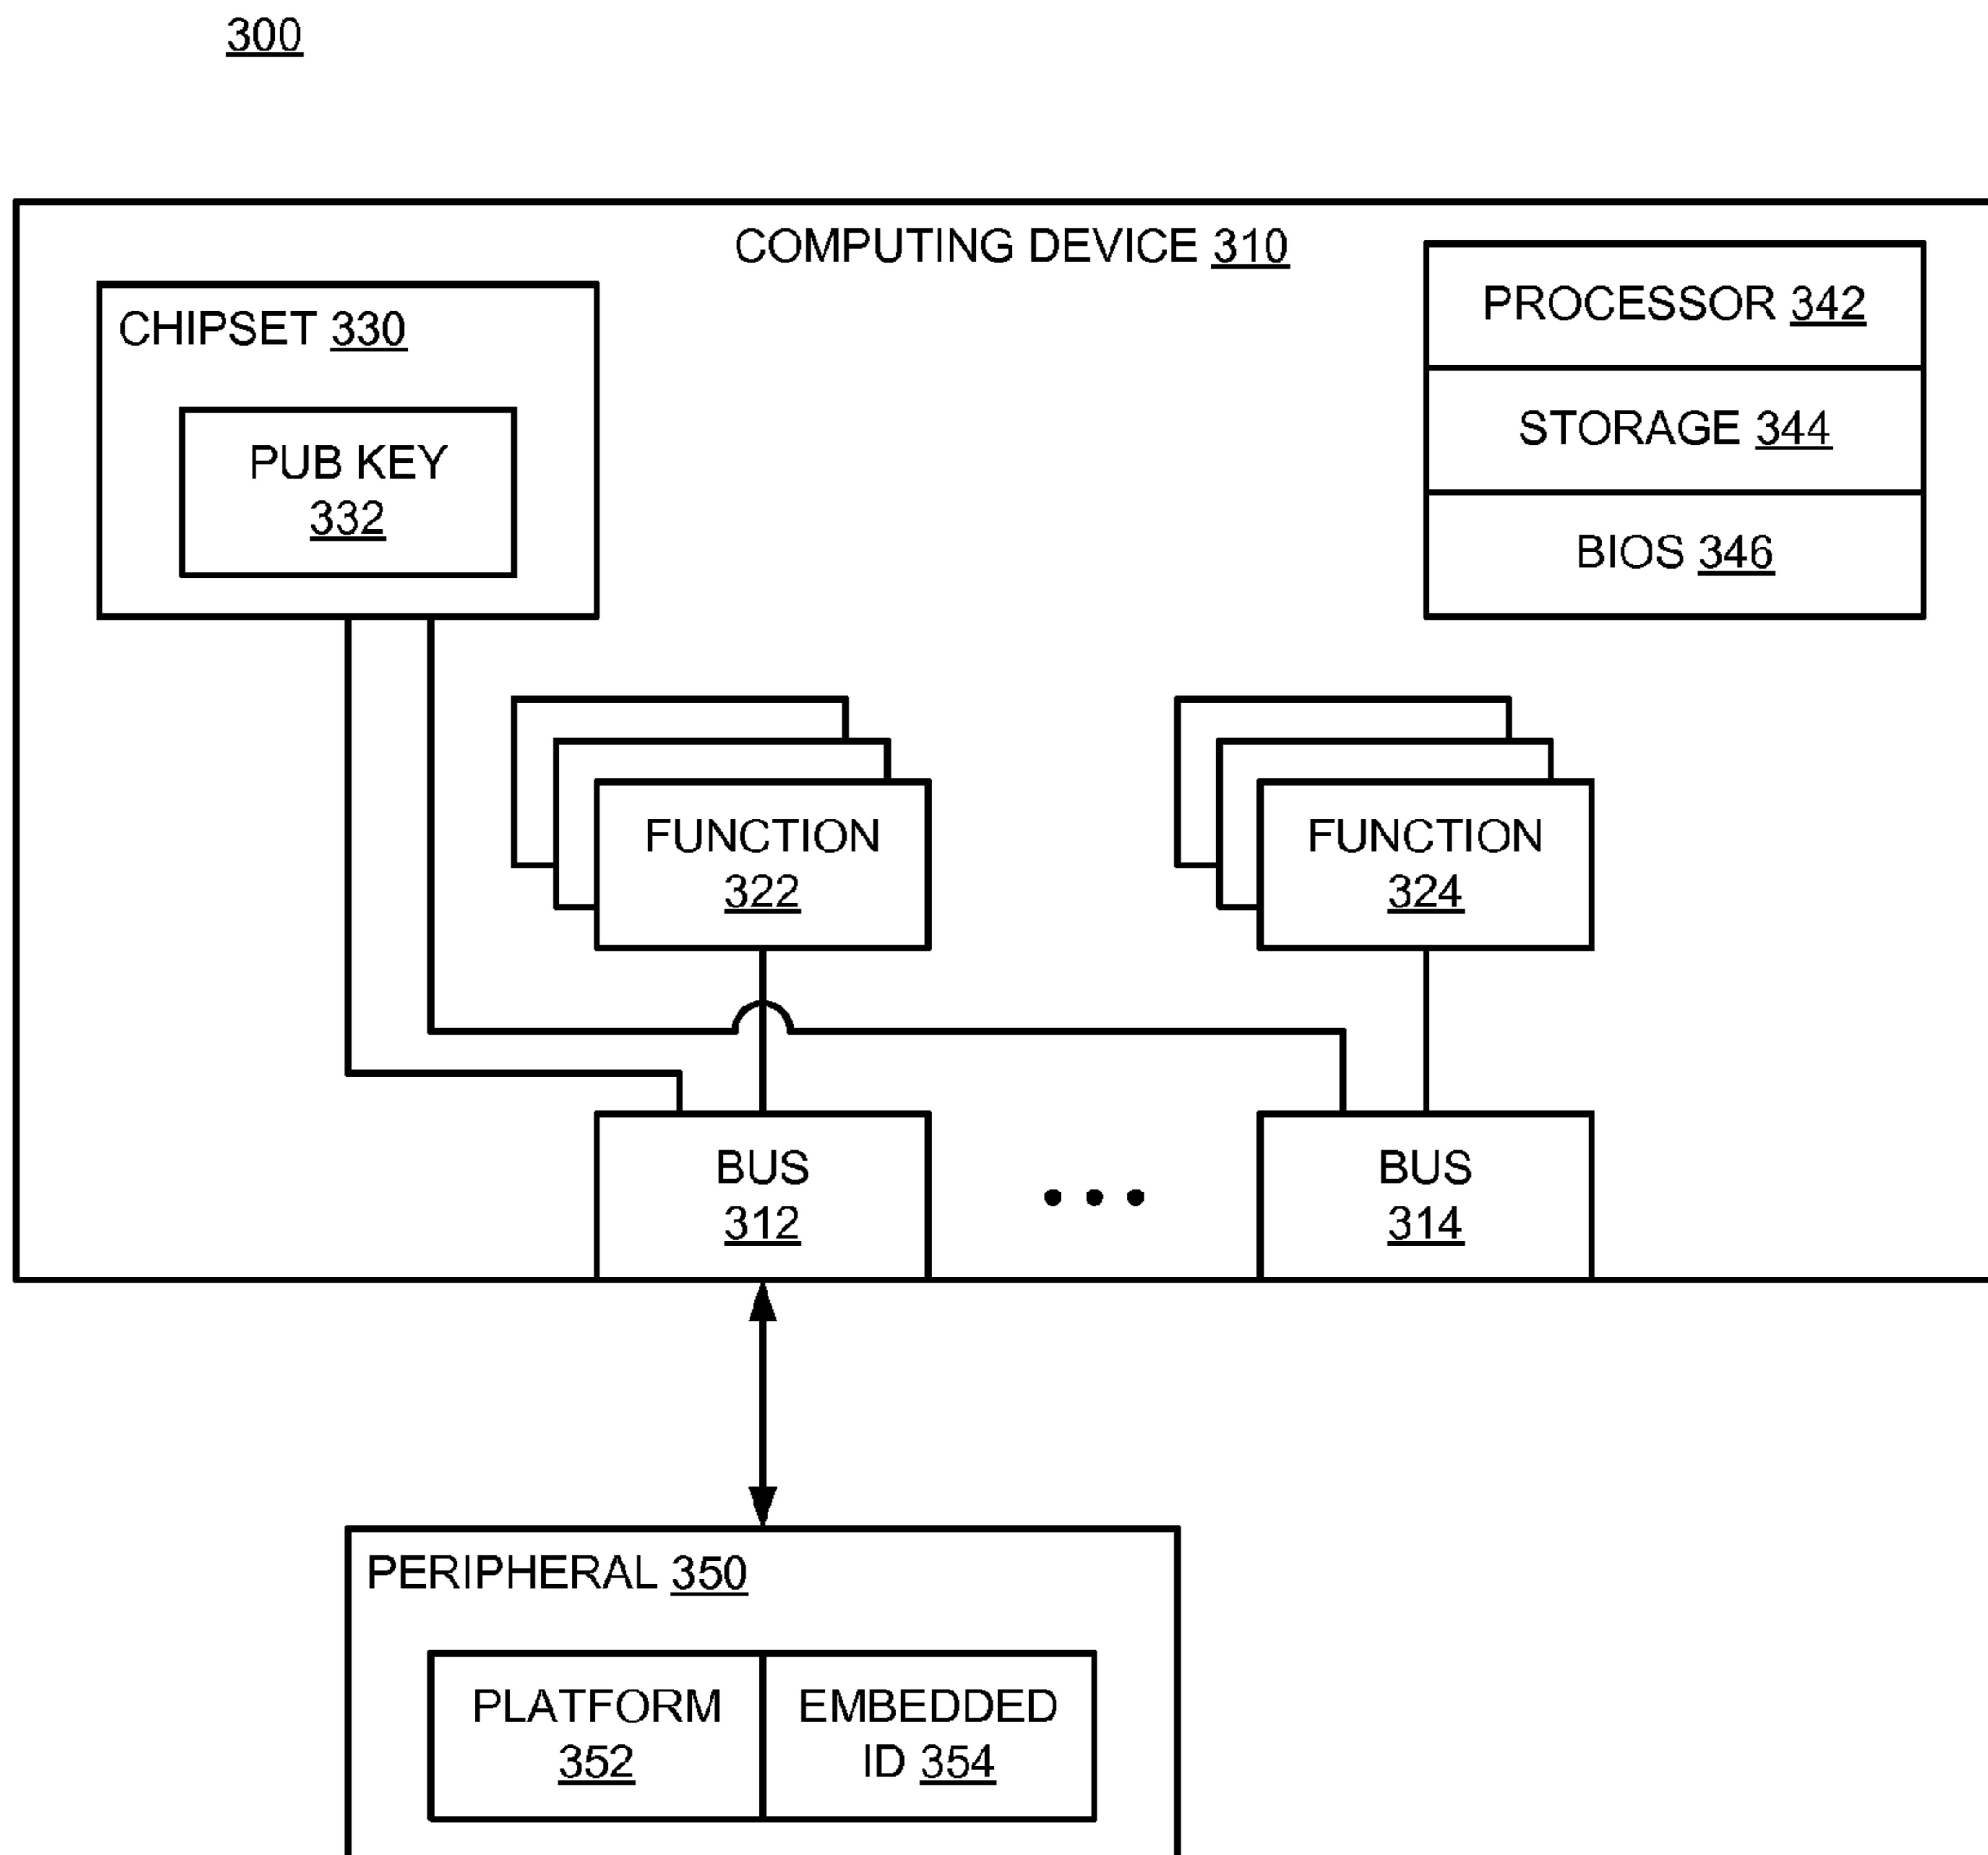 300
COMPUTING DEVICE 310
CHIPSET 330
PUB KEY
332
PROCESSOR 342
STORAGE 344
BIOS 346
FUNCTION
322
FUNCTION
324
BUS
312
BUS
314
PERIPHERAL 350
PLATFORM
352
EMBEDDED
ID 354